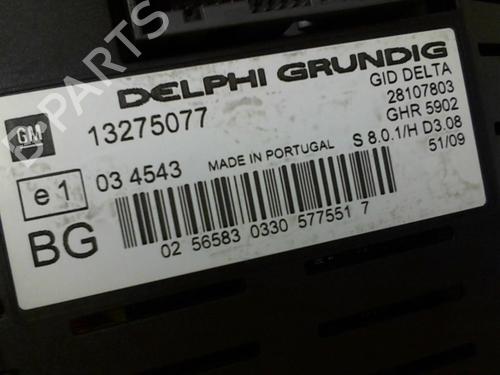 DELPHI GRUNDIG
GM
13275077
GID DELTA
28107803
GHR 5902
S 8.0.1/H D3.08
51/09
e 1
03 4543
MADE IN PORTUGAL
BG
02 56583 0330 577551 7
D PARTS